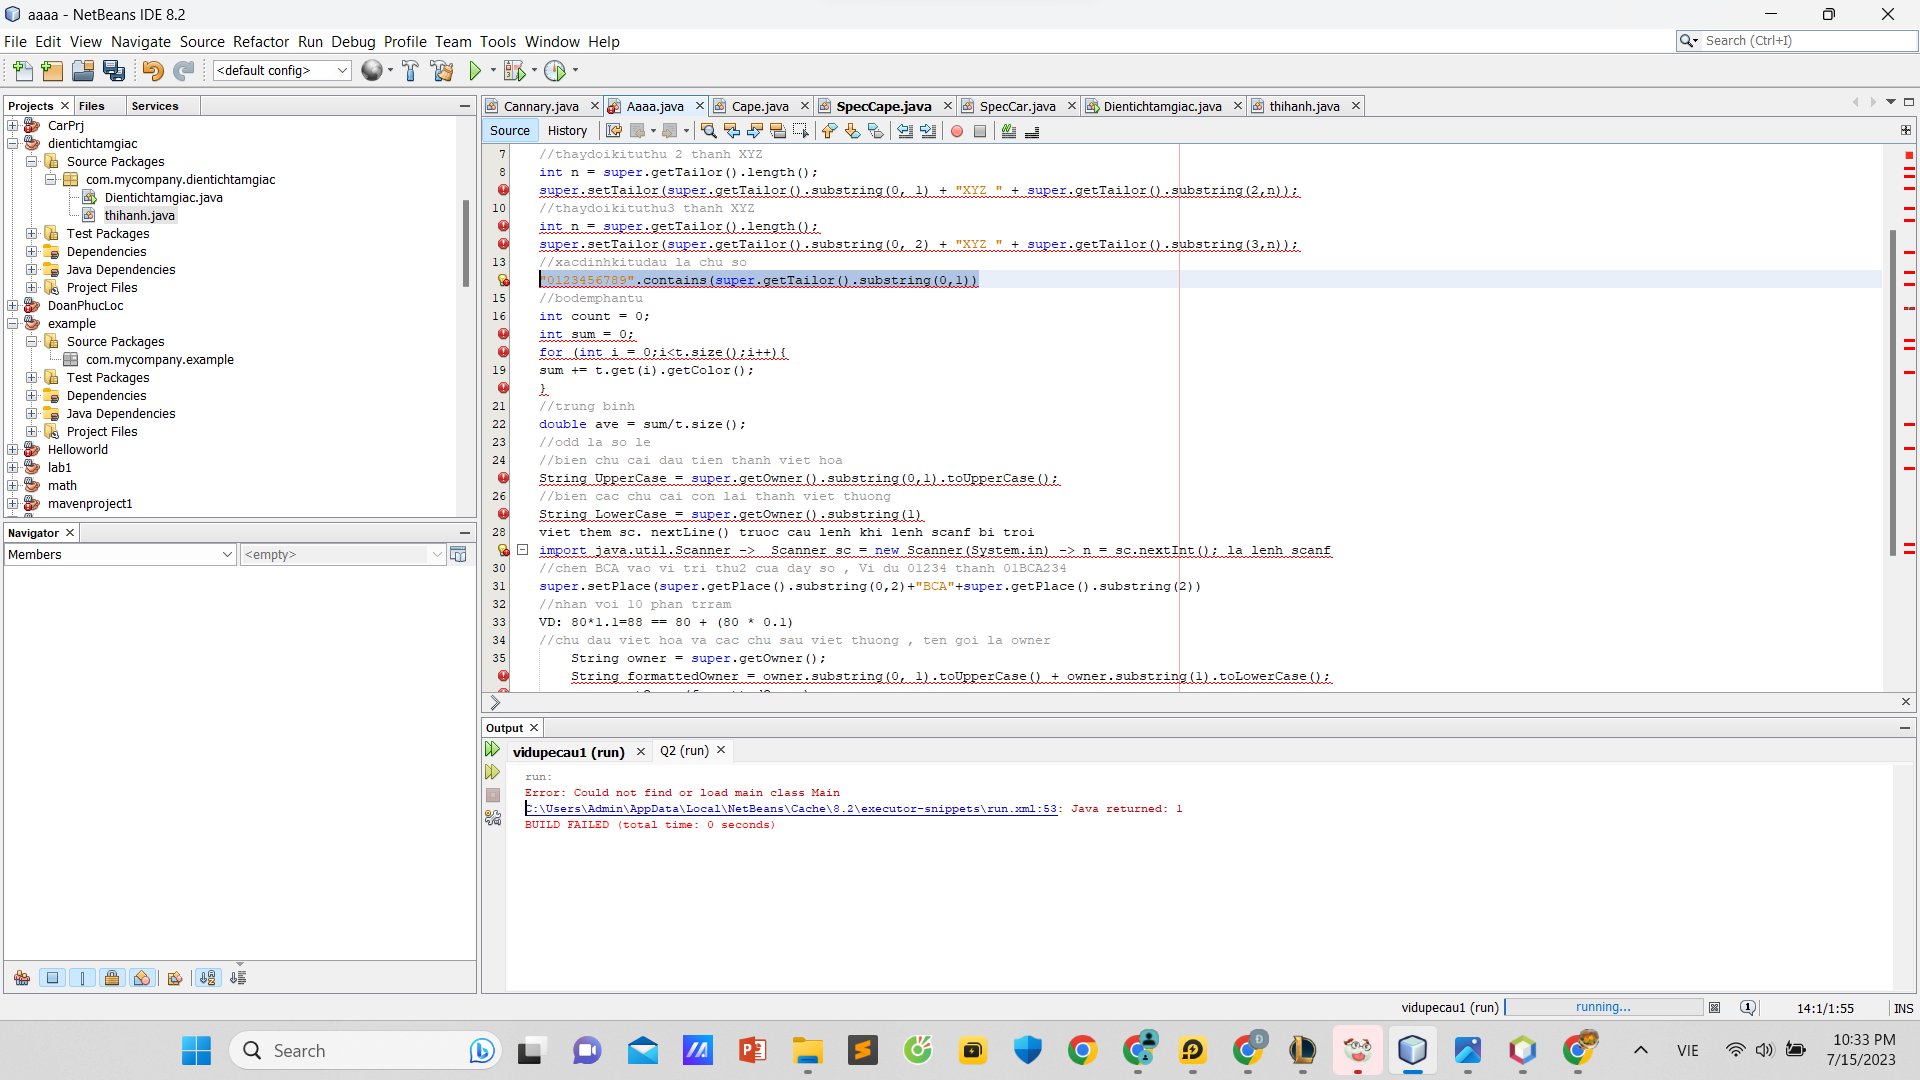 aaaa - NetBeans IDE 8.2
File Edit View Navigate Source Refactor Run Debug Profile Team Tools Window Help
Search (Ctrl+I)
<default config>
Projects Files Services
CarPrj
dientichtamgiac
Source Packages
com.mycompany.dientichtamgiac
Dientichtamgiac.java
thihanh.java
Test Packages
Dependencies
Java Dependencies
Project Files
DoanPhucLoc
example
Source Packages
com.mycompany.example
Test Packages
Dependencies
Java Dependencies
Project Files
Helloworld
lab1
math
mavenproject1
Navigator
Members
<empty>
Cannary.java Aaaa.java Cape.java SpecCape.java SpecCar.java Dientichtamgiac.java thihanh.java
Source History
7 //thaydoikituthu 2 thanh XYZ
8 int n = super.getTailor().length();
super.setTailor(super.getTailor().substring(0, 1) + "XYZ " + super.getTailor().substring(2,n));
10 //thaydoikituthu3 thanh XYZ
int n = super.getTailor().length();
super.setTailor(super.getTailor().substring(0, 2) + "XYZ " + super.getTailor().substring(3,n));
13 //xacdinhkitudau la chu so
"0123456789".contains(super.getTailor().substring(0,1))
15 //bodemphantu
16 int count = 0;
int sum = 0;
for (int i = 0;i<t.size();i++){
19 sum += t.get(i).getColor();
}
21 //trung binh
22 double ave = sum/t.size();
23 //odd la so le
24 //bien chu cai dau tien thanh viet hoa
String UpperCase = super.getOwner().substring(0,1).toUpperCase();
26 //bien cac chu cai con lai thanh viet thuong
String LowerCase = super.getOwner().substring(1)
28 viet them sc. nextLine() truoc cau lenh khi lenh scanf bi troi
import java.util.Scanner ->  Scanner sc = new Scanner(System.in) -> n = sc.nextInt(); la lenh scanf
30 //chen BCA vao vi tri thu2 cua day so , Vi du 01234 thanh 01BCA234
31 super.setPlace(super.getPlace().substring(0,2)+"BCA"+super.getPlace().substring(2))
32 //nhan voi 10 phan trram
33 VD: 80*1.1=88 == 80 + (80 * 0.1)
34 //chu dau viet hoa va cac chu sau viet thuong , ten goi la owner
35 String owner = super.getOwner();
String formattedOwner = owner.substring(0, 1).toUpperCase() + owner.substring(1).toLowerCase();
Output
vidupecau1 (run) Q2 (run)
run:
Error: Could not find or load main class Main
C:\Users\Admin\AppData\Local\NetBeans\Cache\8.2\executor-snippets\run.xml:53: Java returned: 1
BUILD FAILED (total time: 0 seconds)
vidupecau1 (run) running... 14:1/1:55 INS
Search
VIE
10:33 PM
7/15/2023